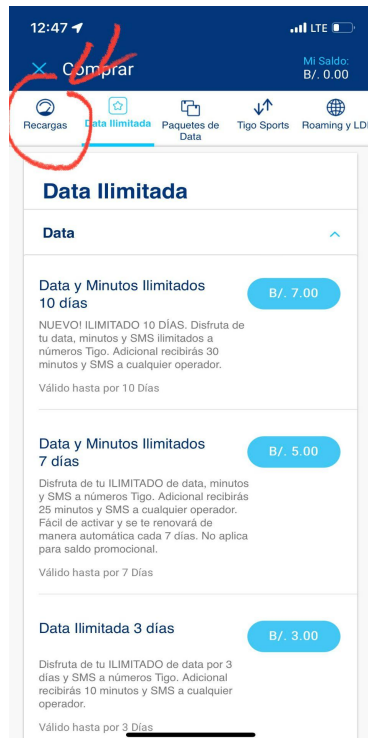 12:47
LTE
Comprar
Mi Saldo:
B/. 0.00
Recargas
Data Ilimitada
Paquetes de
Data
Tigo Sports
Roaming y LDI
Data Ilimitada
Data
Data y Minutos Ilimitados
10 días
B/. 7.00
NUEVO! ILIMITADO 10 DÍAS. Disfruta de
tu data, minutos y SMS ilimitados a
números Tigo. Adicional recibirás 30
minutos y SMS a cualquier operador.
Válido hasta por 10 Días
Data y Minutos Ilimitados
7 días
B/. 5.00
Disfruta de tu ILIMITADO de data, minutos
y SMS a números Tigo. Adicional recibirás
25 minutos y SMS a cualquier operador.
Fácil de activar y se te renovará de
manera automática cada 7 días. No aplica
para saldo promocional.
Válido hasta por 7 Días
Data Ilimitada 3 días
B/. 3.00
Disfruta de tu ILIMITADO de data por 3
días y SMS a números Tigo. Adicional
recibirás 10 minutos y SMS a cualquier
operador.
Válido hasta por 3 Días